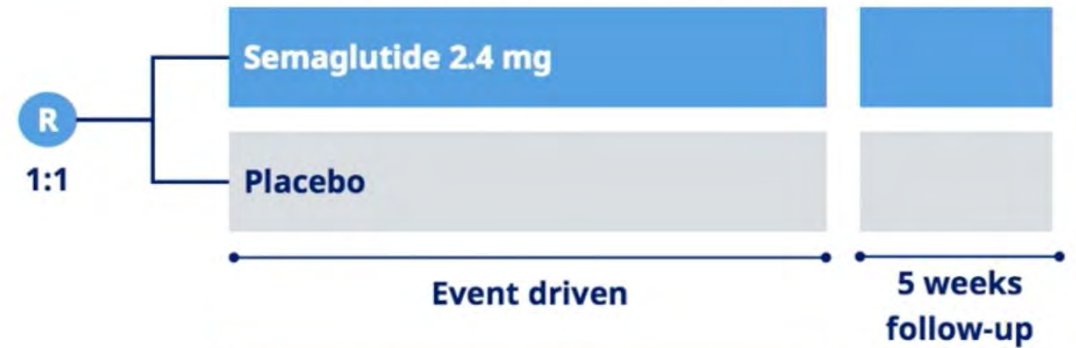 Semaglutide 2.4 mg
R
1:1
Placebo
Event driven
5 weeks
follow-up